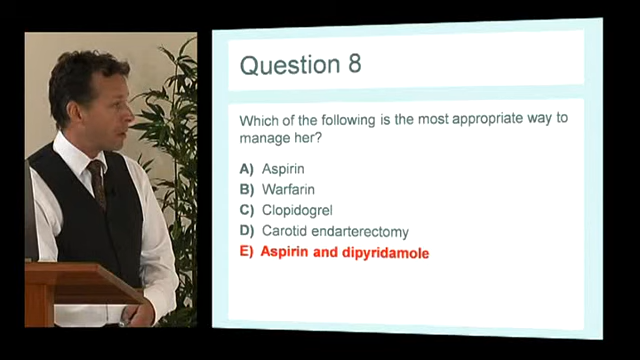 Question 8
Which of the following is the most appropriate way to
manage her?
A) Aspirin
B) Warfarin
C) Clopidogrel
D) Carotid endarterectomy
E) Aspirin and dipyridamole